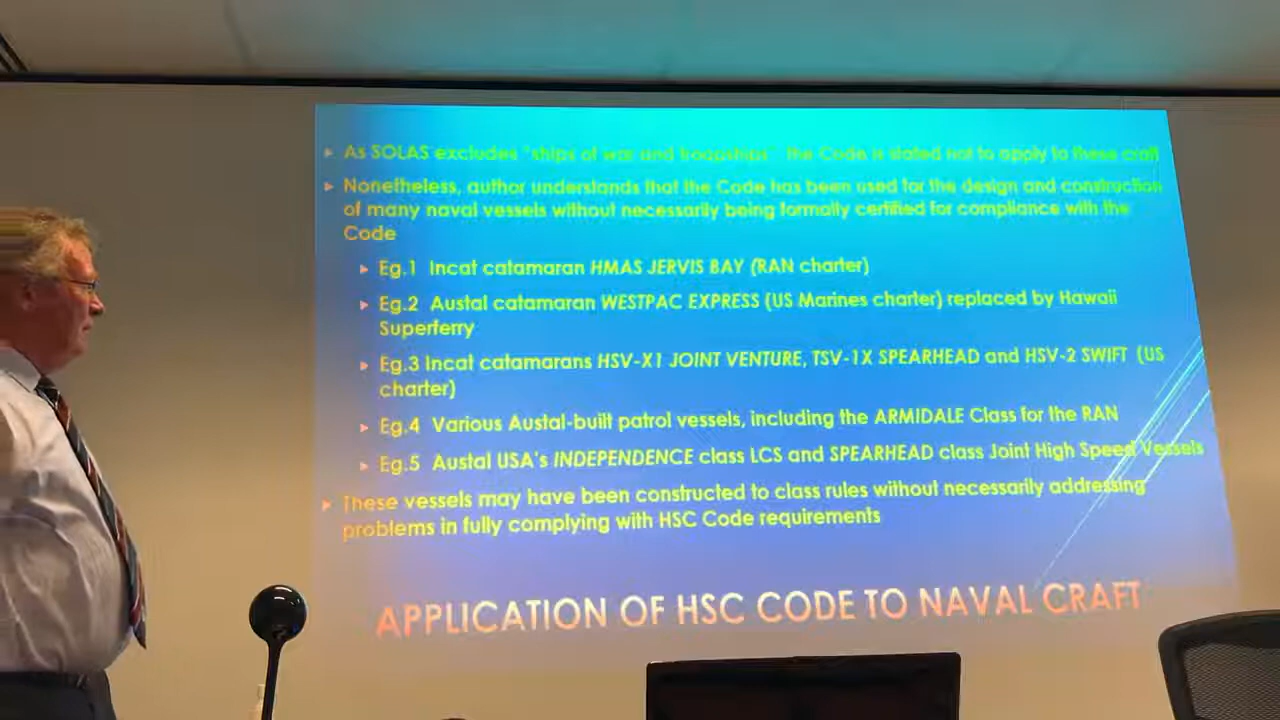 As SOLAS excludes "ships of war and troopships" the Code is stated not to apply to these craft
Nonetheless, author understands that the Code has been used for the design and construction
of many naval vessels without necessarily being formally certified for compliance with the
Code
Eg.1 Incat catamaran HMAS JERVIS BAY (RAN charter)
Eg.2 Austal catamaran WESTPAC EXPRESS (US Marines charter) replaced by Hawaii
Superferry
Eg.3 Incat catamarans HSV-X1 JOINT VENTURE, TSV-1X SPEARHEAD and HSV-2 SWIFT (US
charter)
Eg.4 Various Austal-built patrol vessels, including the ARMIDALE Class for the RAN
Eg.5 Austal USA's INDEPENDENCE class LCS and SPEARHEAD class Joint High Speed Vessels
These vessels may have been constructed to class rules without necessarily addressing
problems in fully complying with HSC Code requirements
APPLICATION OF HSC CODE TO NAVAL CRAFT